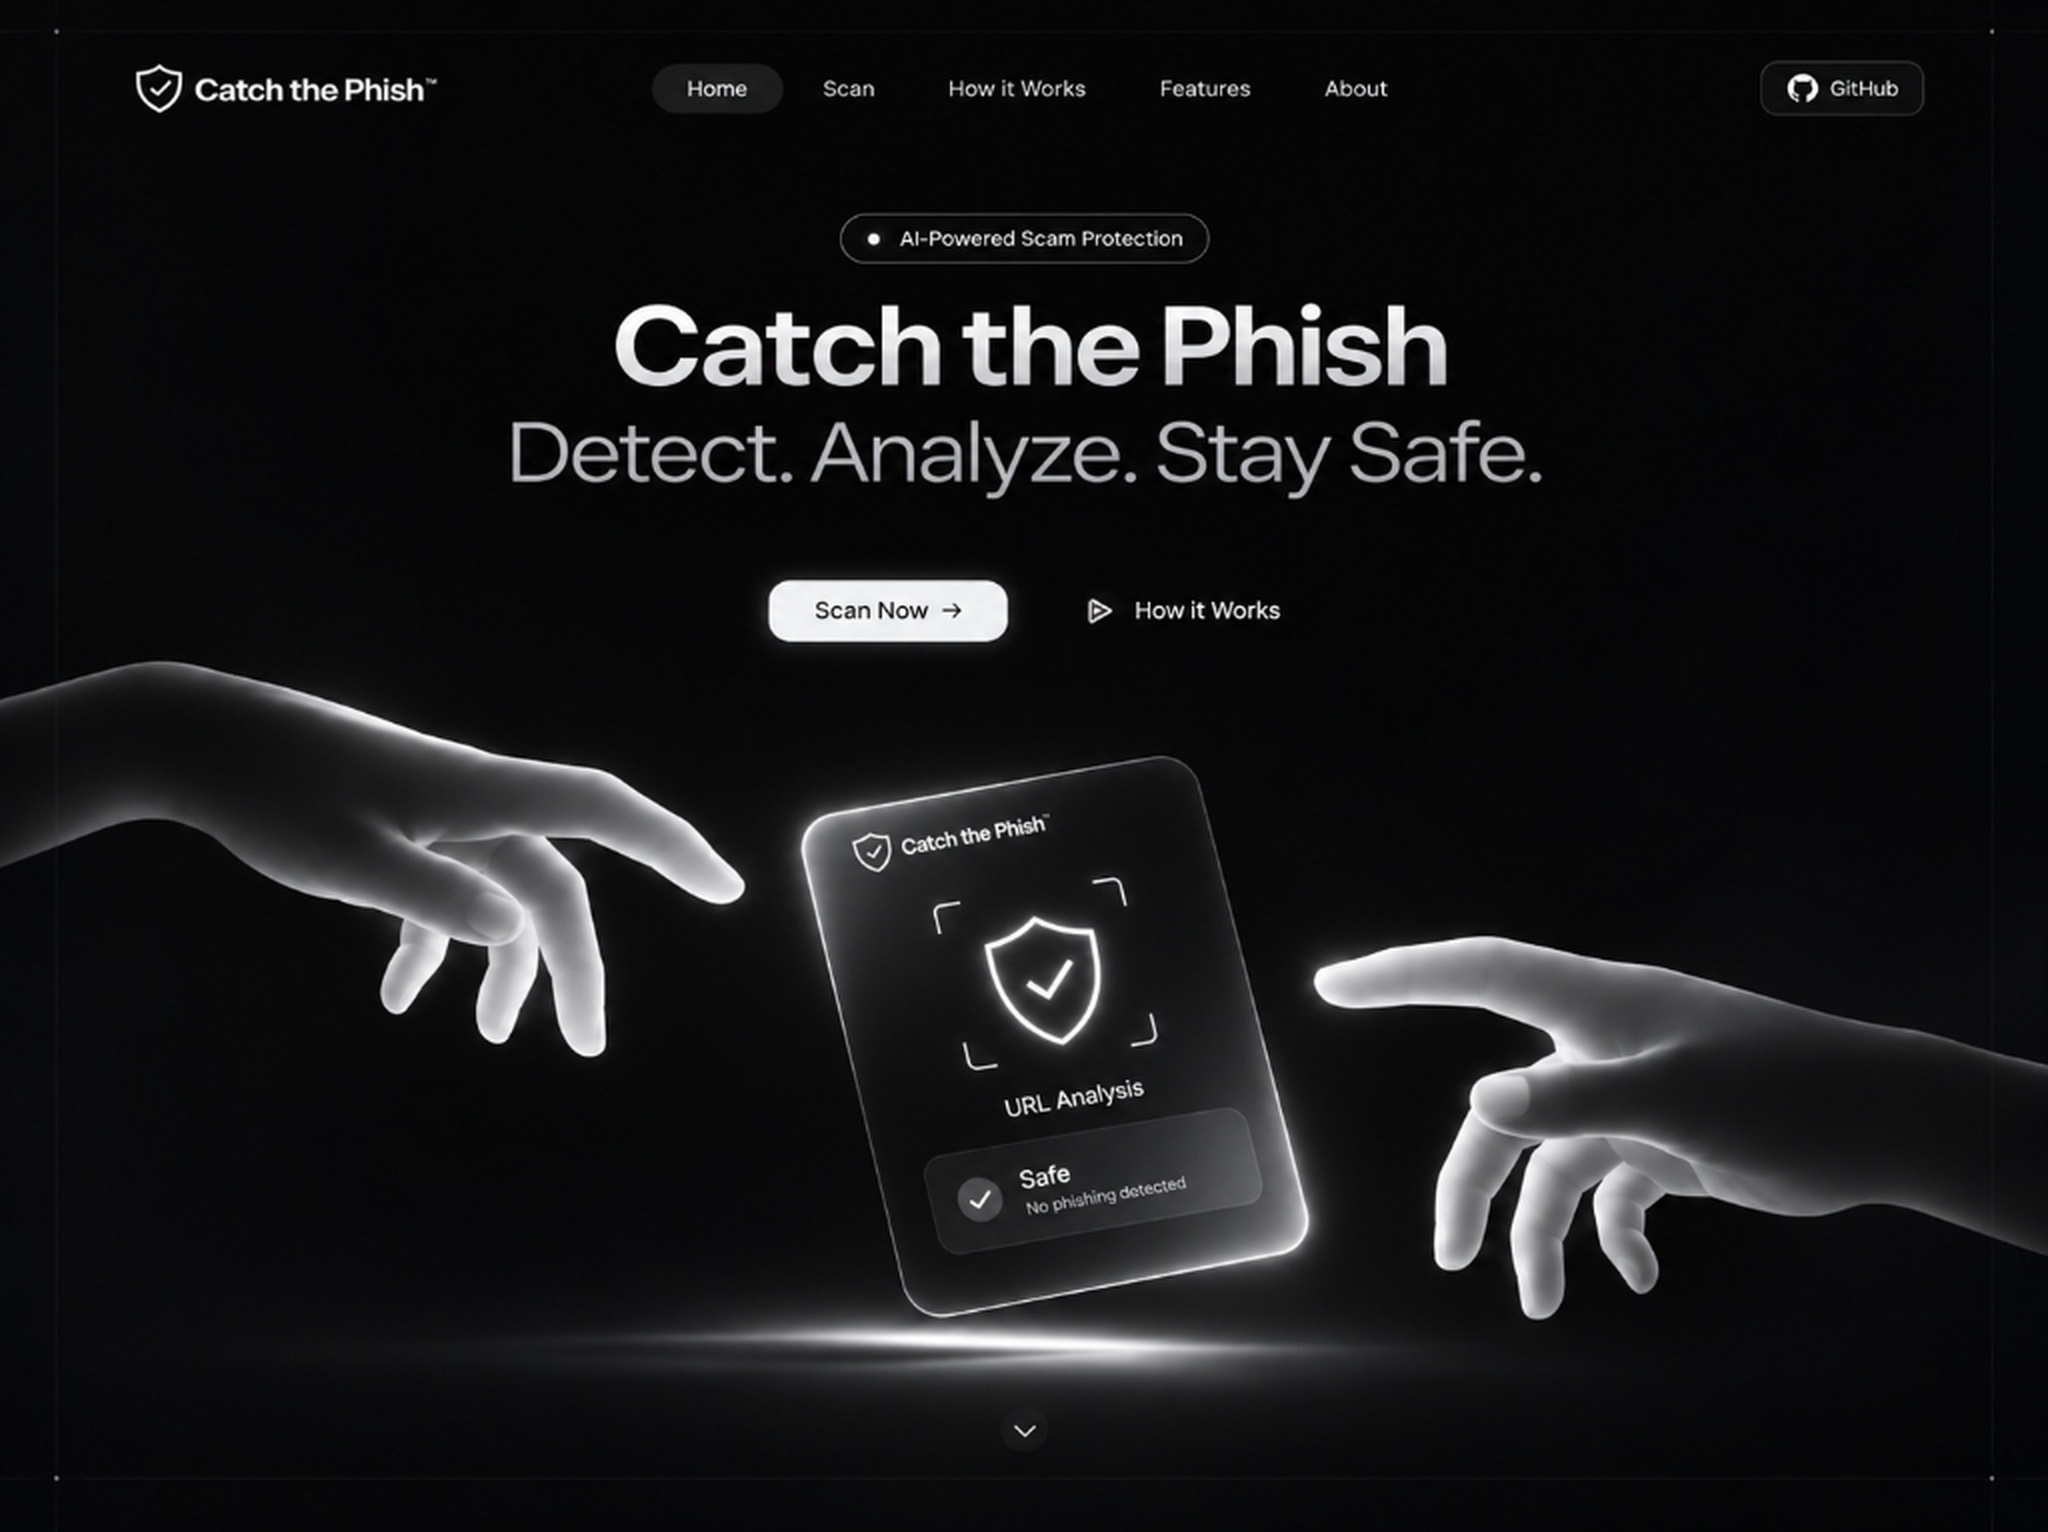 Catch the Phish™
Home
Scan
How it Works
Features
About
GitHub
AI-Powered Scam Protection
Catch the Phish
Detect. Analyze. Stay Safe.
Scan Now →
How it Works
Catch the Phish™
URL Analysis
Safe
No phishing detected